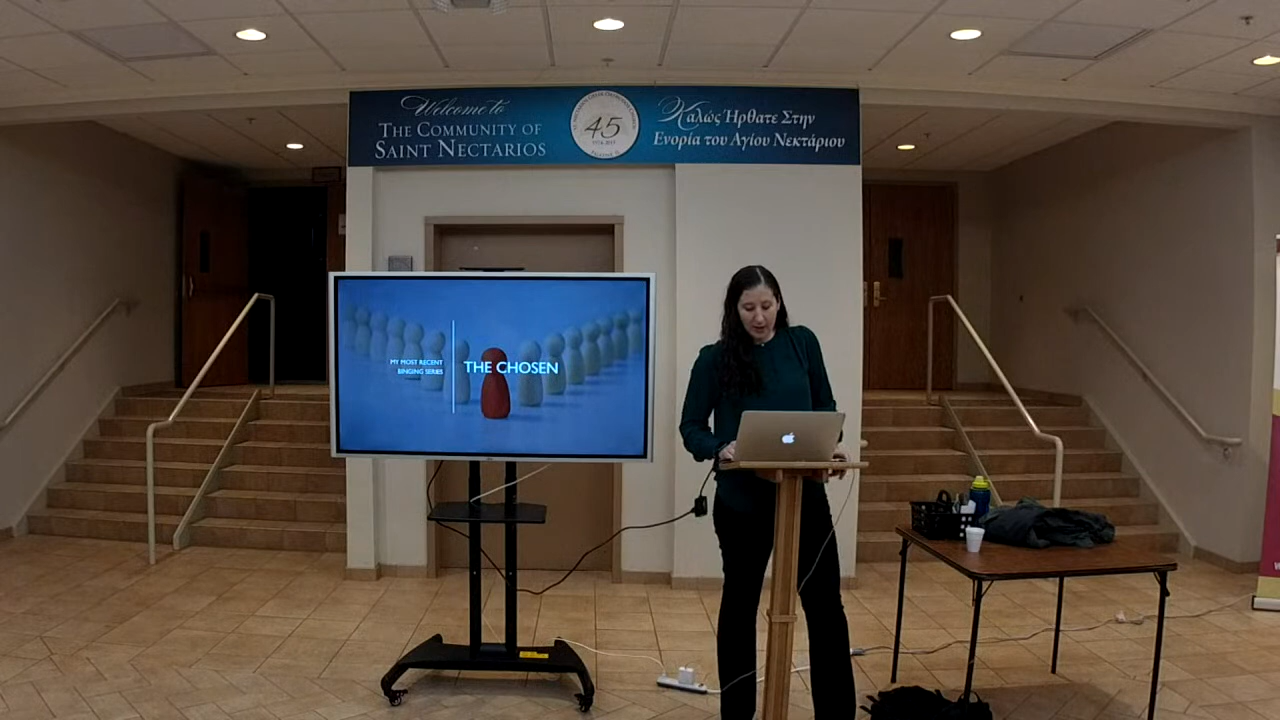 Welcome to
THE COMMUNITY OF
SAINT NECTARIOS
45
Καλώς Ήρθατε Στην
Ενορία του Αγίου Νεκτάριου
MY MOST RECENT
BINGING SERIES
THE CHOSEN